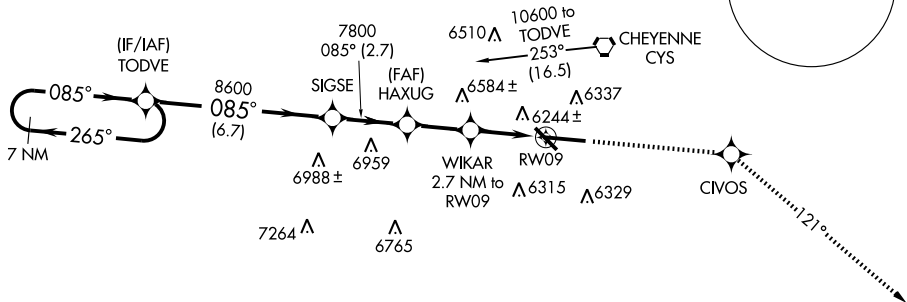 (IF/IAF)
TODVE
085°
265°
7 NM
8600
085°
(6.7)
SIGSE
7800
085° (2.7)
(FAF)
HAXUG
6510
10600 to
TODVE
253°
(16.5)
CHEYENNE
CYS
6584 ±
6337
6244 ±
6988 ±
6959
WIKAR
2.7 NM to
RW09
RW09
6315
6329
7264
6765
CIVOS
121°